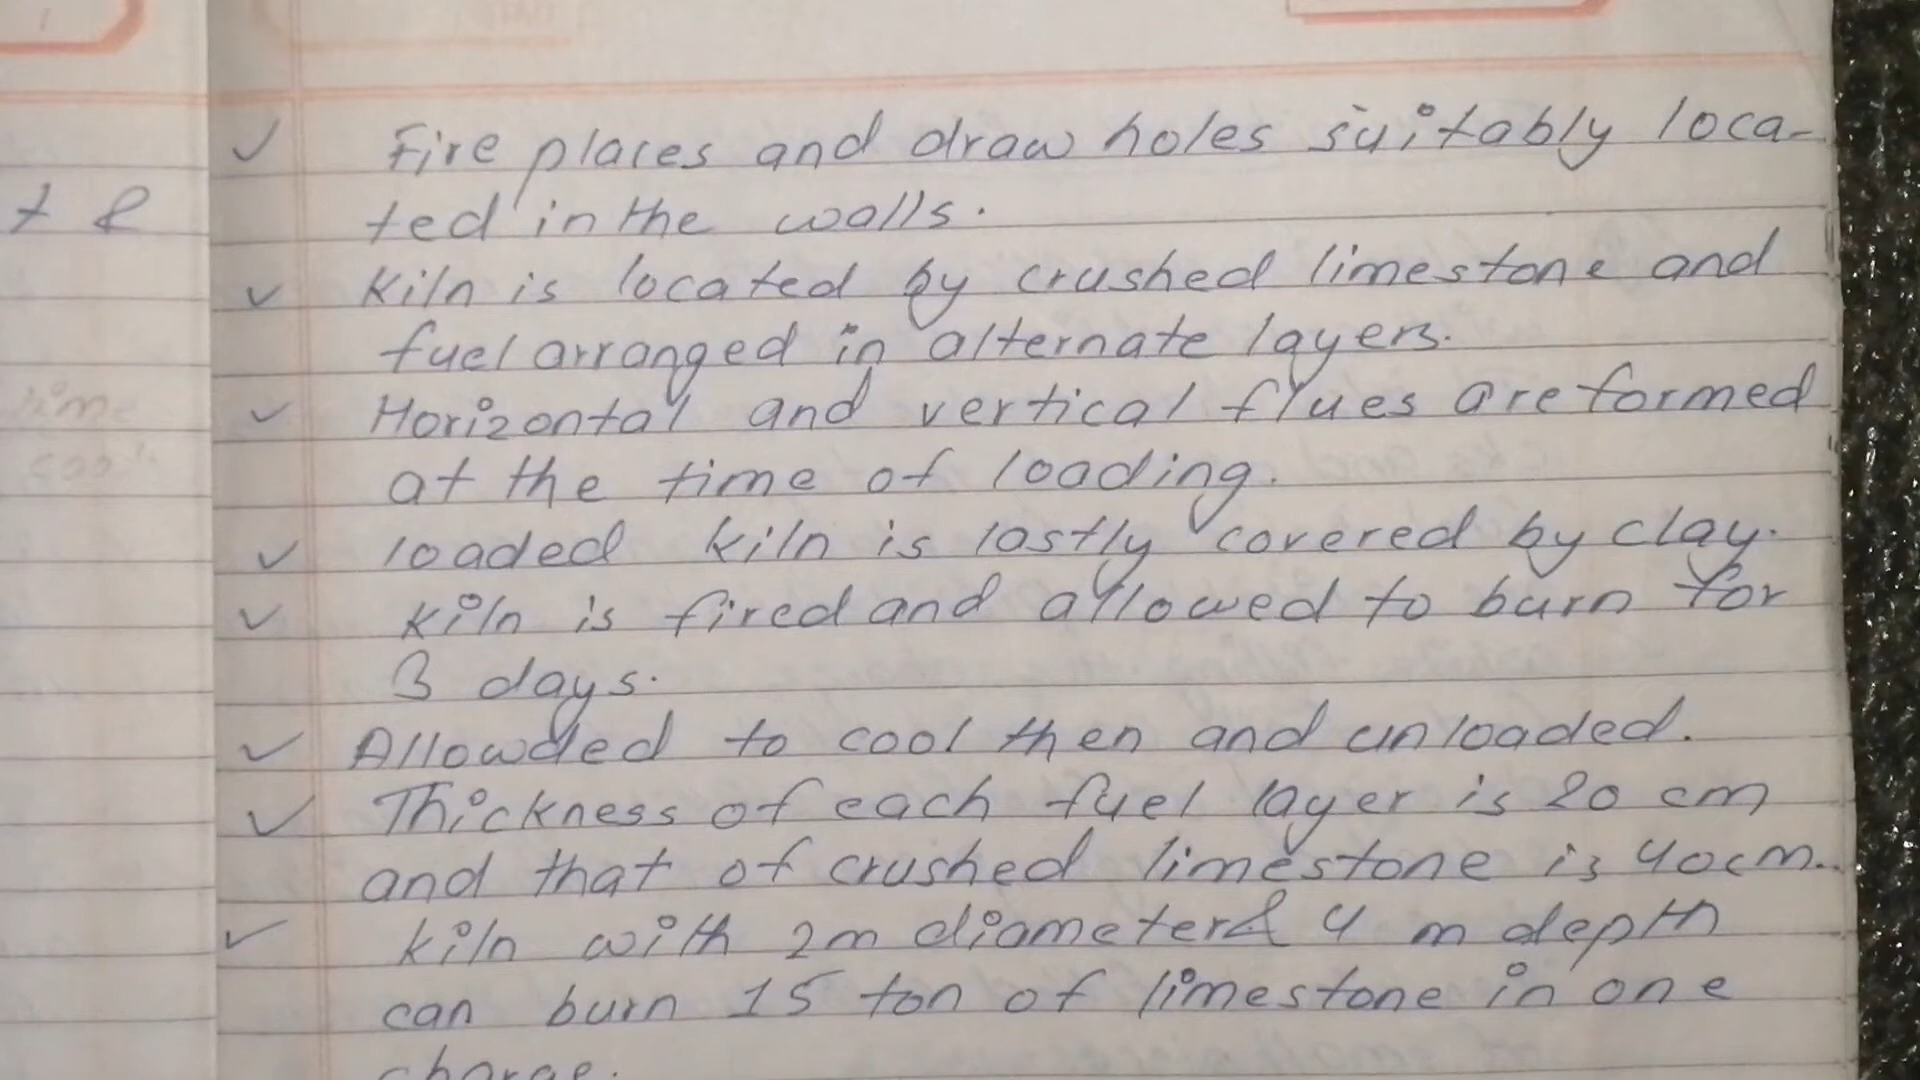 ✓ Fire places and draw holes suitably loca-
ted in the walls.
✓ Kiln is located by crushed limestone and
fuel arranged in alternate layers.
✓ Horizontal and vertical flues are formed
at the time of loading.
✓ loaded kiln is lastly covered by clay.
✓ kiln is fired and allowed to burn for
3 days.
✓ Allowded to cool then and unloaded.
✓ Thickness of each fuel layer is 20 cm
and that of crushed limestone is 40cm.
✓ kiln with 2m diameter & 4 m depth
can burn 15 ton of limestone in one
charge.